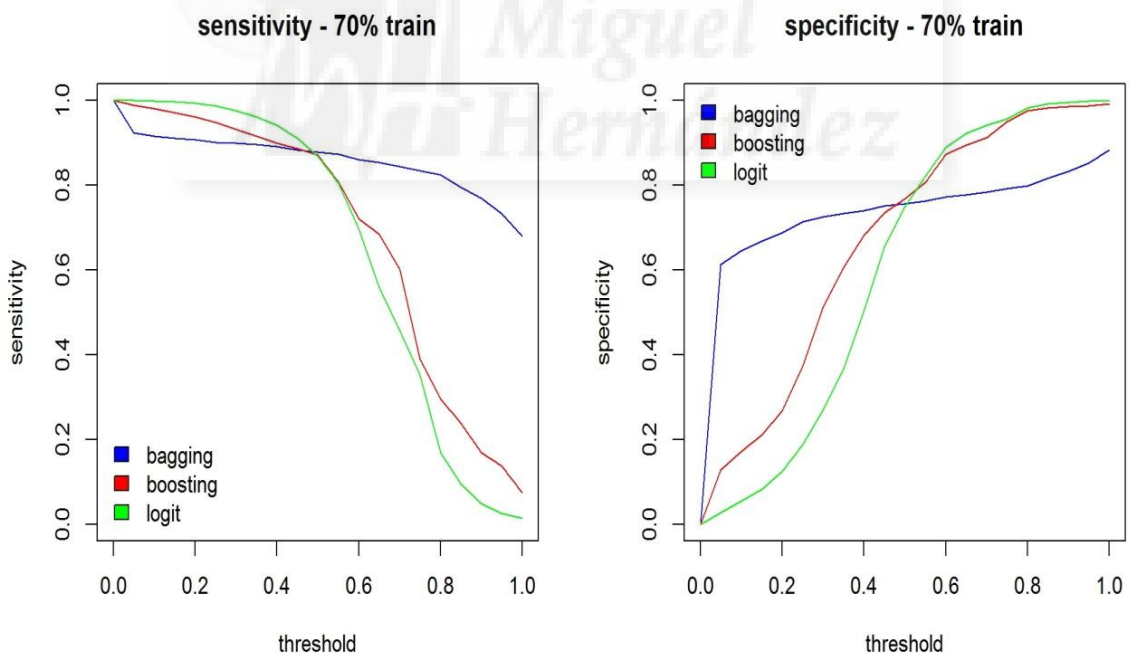 Miguel
Hernández
sensitivity - 70% train
sensitivity
1.0
0.8
0.6
0.4
0.2
0.0
bagging
boosting
logit
0.0 0.2 0.4 0.6 0.8 1.0
threshold
specificity - 70% train
specificity
1.0
0.8
0.6
0.4
0.2
0.0
bagging
boosting
logit
0.0 0.2 0.4 0.6 0.8 1.0
threshold